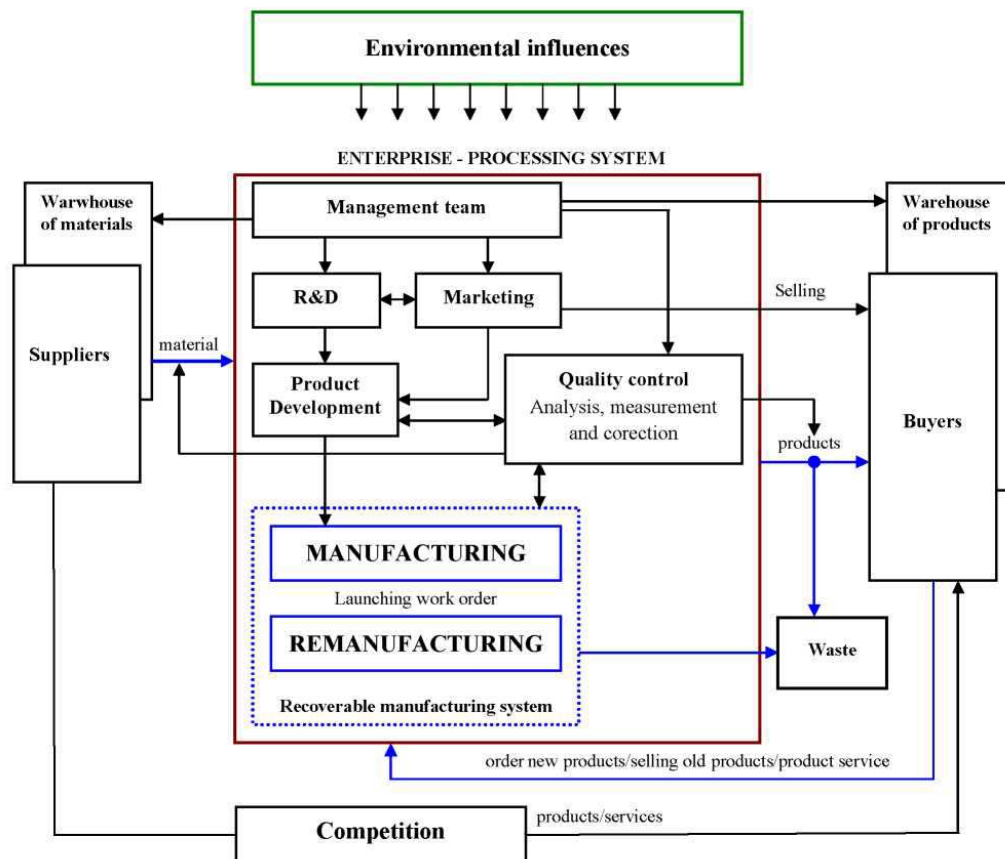 Environmental influences
ENTERPRISE - PROCESSING SYSTEM
Warwhouse
of materials
Management team
Warehouse
of products
R&D
Marketing
Selling
Suppliers
material
Product
Development
Quality control
Analysis, measurement
and corection
Buyers
products
MANUFACTURING
Launching work order
REMANUFACTURING
Waste
Recoverable manufacturing system
order new products/selling old products/product service
Competition
products/services